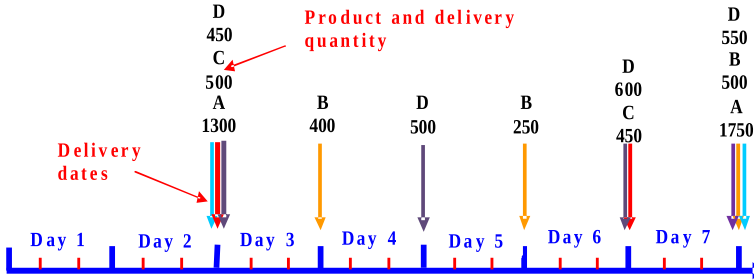 D
450
C
500
A
1300
Product and delivery
quantity
B
400
D
500
B
250
D
600
C
450
D
550
B
500
A
1750
Delivery
dates
Day 1
Day 2
Day 3
Day 4
Day 5
Day 6
Day 7